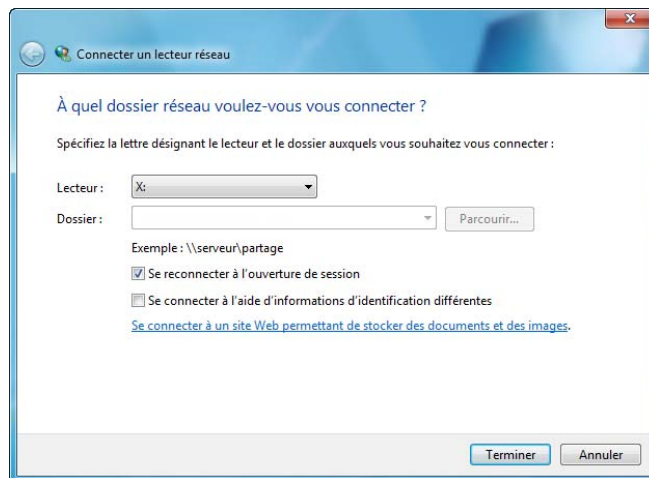 Connecter un lecteur réseau
À quel dossier réseau voulez-vous vous connecter ?
Spécifiez la lettre désignant le lecteur et le dossier auxquels vous souhaitez vous connecter :
Lecteur : X:
Dossier : Parcourir...
Exemple : \\serveur\partage
Se reconnecter à l'ouverture de session
Se connecter à l'aide d'informations d'identification différentes
Se connecter à un site Web permettant de stocker des documents et des images.
Terminer Annuler